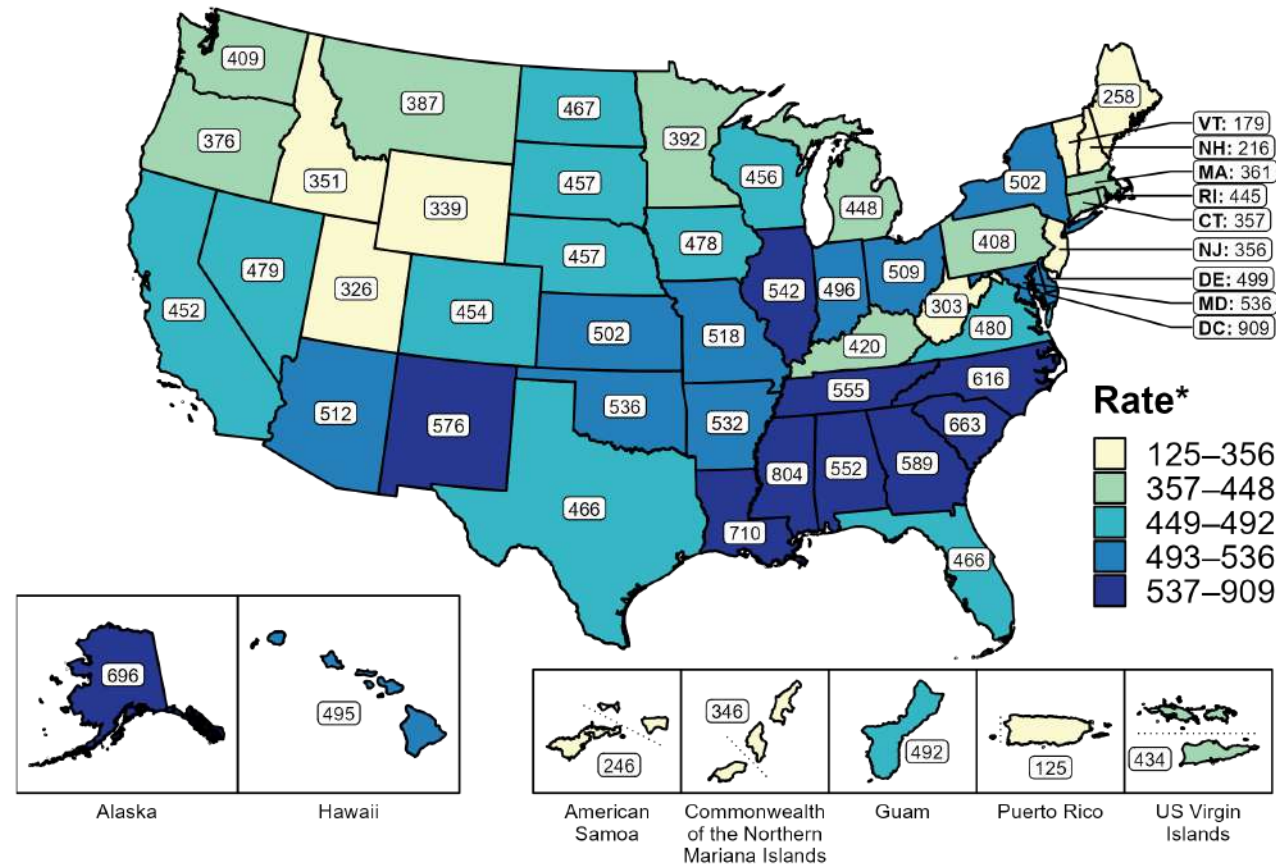 409
387
467
392
258
376
351
339
457
456
448
502
VT: 179
NH: 216
MA: 361
RI: 445
CT: 357
NJ: 356
DE: 499
MD: 536
DC: 909
452
479
326
454
457
478
542
496
509
408
303
480
502
518
420
512
576
536
532
555
616
663
466
710
804
552
589
466
Rate*
125–356
357–448
449–492
493–536
537–909
696
Alaska
495
Hawaii
246
American
Samoa
346
Commonwealth
of the Northern
Mariana Islands
492
Guam
125
Puerto Rico
434
US Virgin
Islands